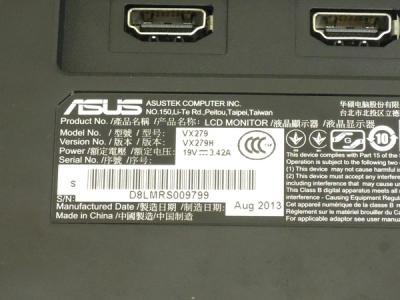 ASUS
ASUSTEK COMPUTER INC.
NO.150,Li-Te Rd.,Peitou,Taipei,Taiwan
Product No./產品名稱/产品名称: LCD MONITOR/液晶顯示器/液晶显示器
Model No./型號/型号: VX279
Version No./版本/版本: VX279H
Power/額定電壓/额定电压: 19V⎓3.42A
Serial No./序號/序号:
S
S/N: D8LMRS009799
Manufactured Date/製造日期/制造日期 Aug 2013
Made in China/中國製造/中国制造
华硕電腦股份
台北市北投区立德
CCC
10
This device complies with Part 15 of the
Operation is subject to the following two
(1) This device may not cause harmful
(2) This device must accept any interference
including interference that may cause
This Class B digital apparatus meets all
Interference - Causing Equipment Regu
Cet appareil numérique de la classe B
Règlement sur le matériel brouiller du Canada
For applicable adaptor see user manual